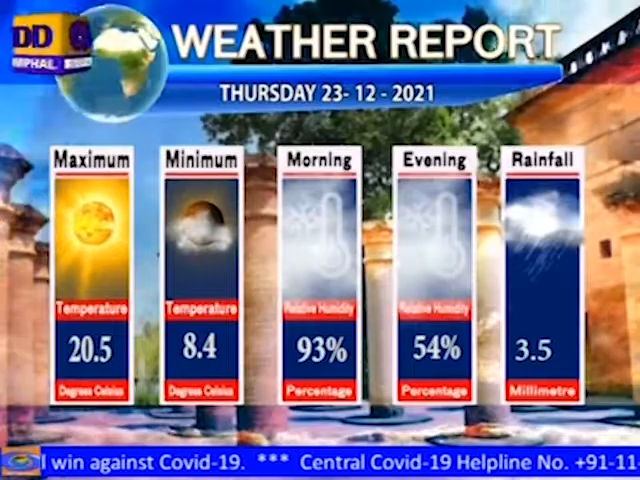 DD
IMPHAL
WEATHER REPORT
THURSDAY 23- 12 - 2021
Maximum
Temperature
20.5
Degrees Celsius
Minimum
Temperature
8.4
Degrees Celsius
Morning
Relative Humidity
93%
Percentage
Evening
Relative Humidity
54%
Percentage
Rainfall
3.5
Millimetre
I win against Covid-19. *** Central Covid-19 Helpline No. +91-11-